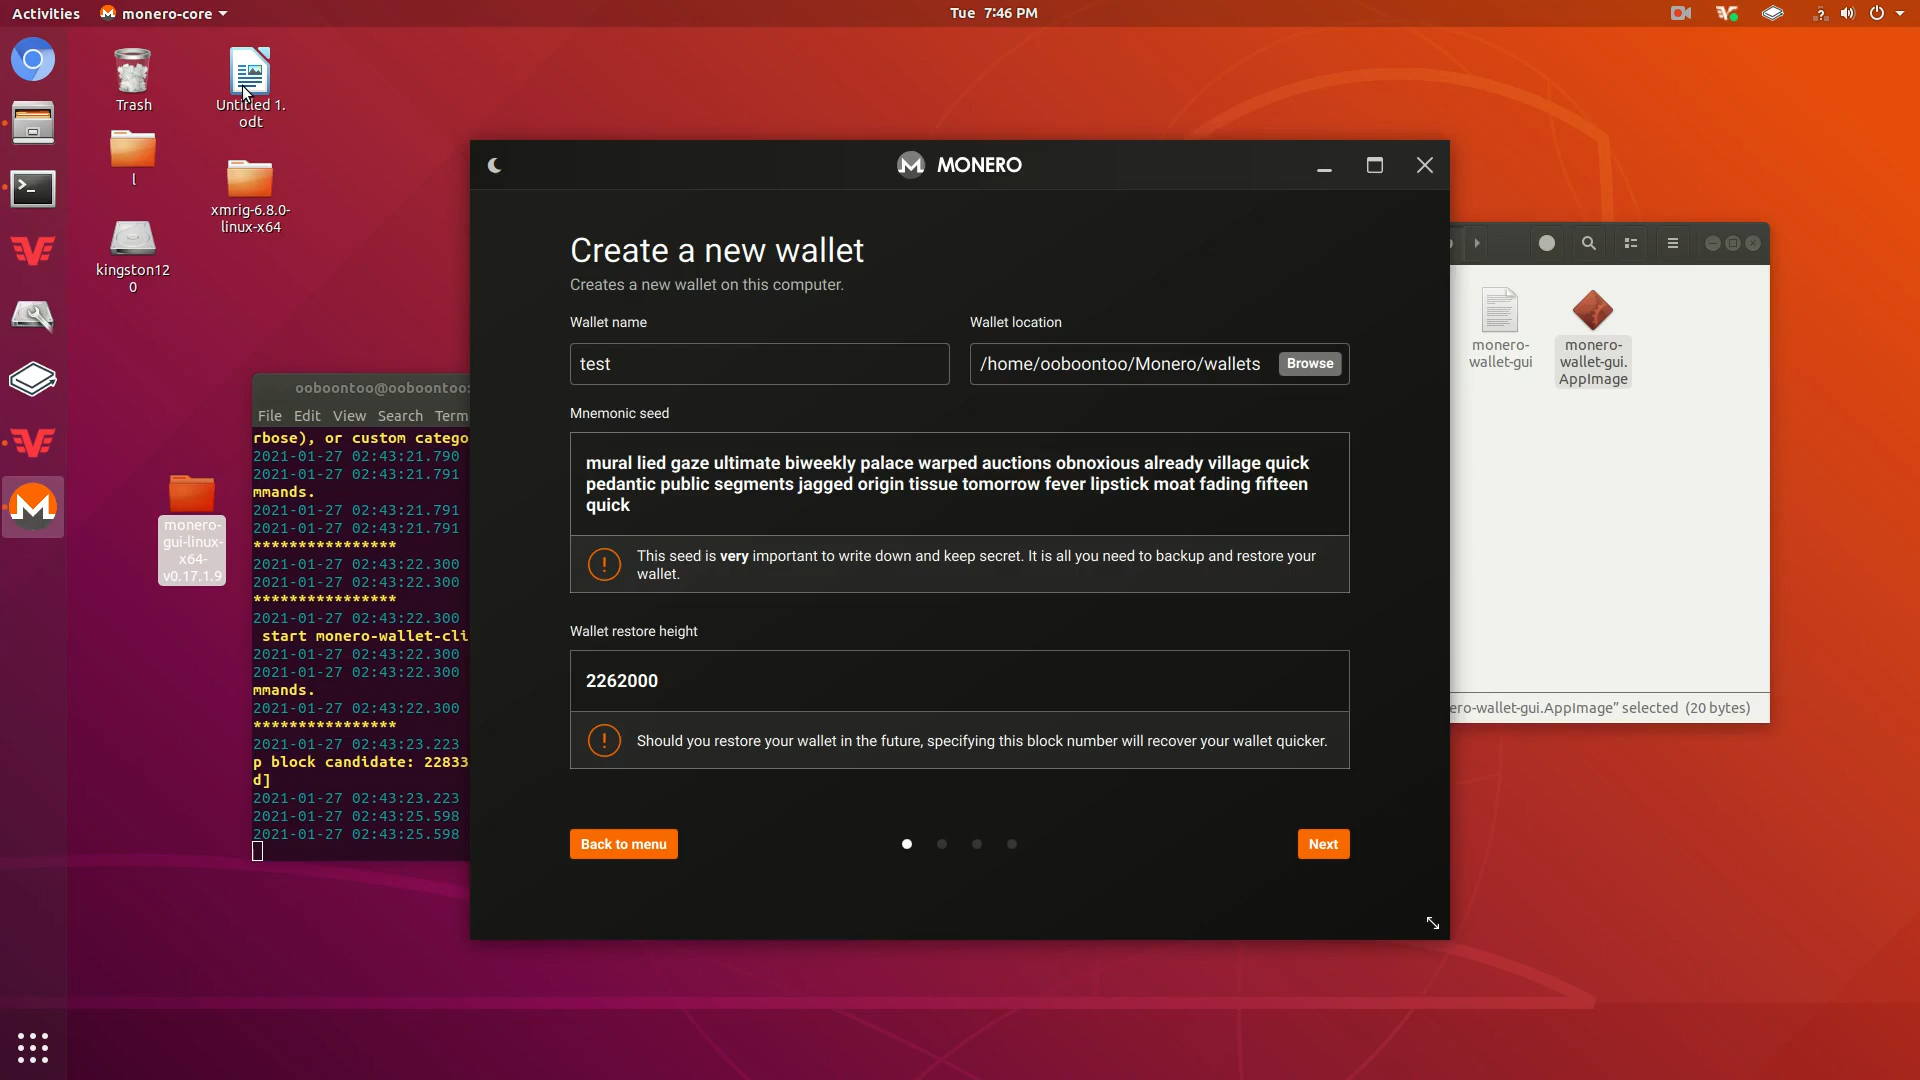 Activities
monero-core
Tue 7:46 PM
Trash
Untitled 1.
odt
l
xmrig-6.8.0-
linux-x64
kingston12
0
monero-
gui-linux-
x64-
v0.17.1.9
ooboontoo@ooboontoo:
File Edit View Search Term
rbose), or custom catego
2021-01-27 02:43:21.790
2021-01-27 02:43:21.791
mmands.
2021-01-27 02:43:21.791
2021-01-27 02:43:21.791
****************
2021-01-27 02:43:22.300
2021-01-27 02:43:22.300
****************
2021-01-27 02:43:22.300
start monero-wallet-cli
2021-01-27 02:43:22.300
2021-01-27 02:43:22.300
mmands.
2021-01-27 02:43:22.300
****************
2021-01-27 02:43:23.223
p block candidate: 22833
d]
2021-01-27 02:43:23.223
2021-01-27 02:43:25.598
2021-01-27 02:43:25.598
MONERO
Create a new wallet
Creates a new wallet on this computer.
Wallet name
test
Wallet location
/home/ooboontoo/Monero/wallets
Browse
Mnemonic seed
mural lied gaze ultimate biweekly palace warped auctions obnoxious already village quick
pedantic public segments jagged origin tissue tomorrow fever lipstick moat fading fifteen
quick
This seed is very important to write down and keep secret. It is all you need to backup and restore your
wallet.
Wallet restore height
2262000
Should you restore your wallet in the future, specifying this block number will recover your wallet quicker.
Back to menu
Next
monero-
wallet-gui
monero-
wallet-gui.
AppImage
ero-wallet-gui.AppImage” selected (20 bytes)